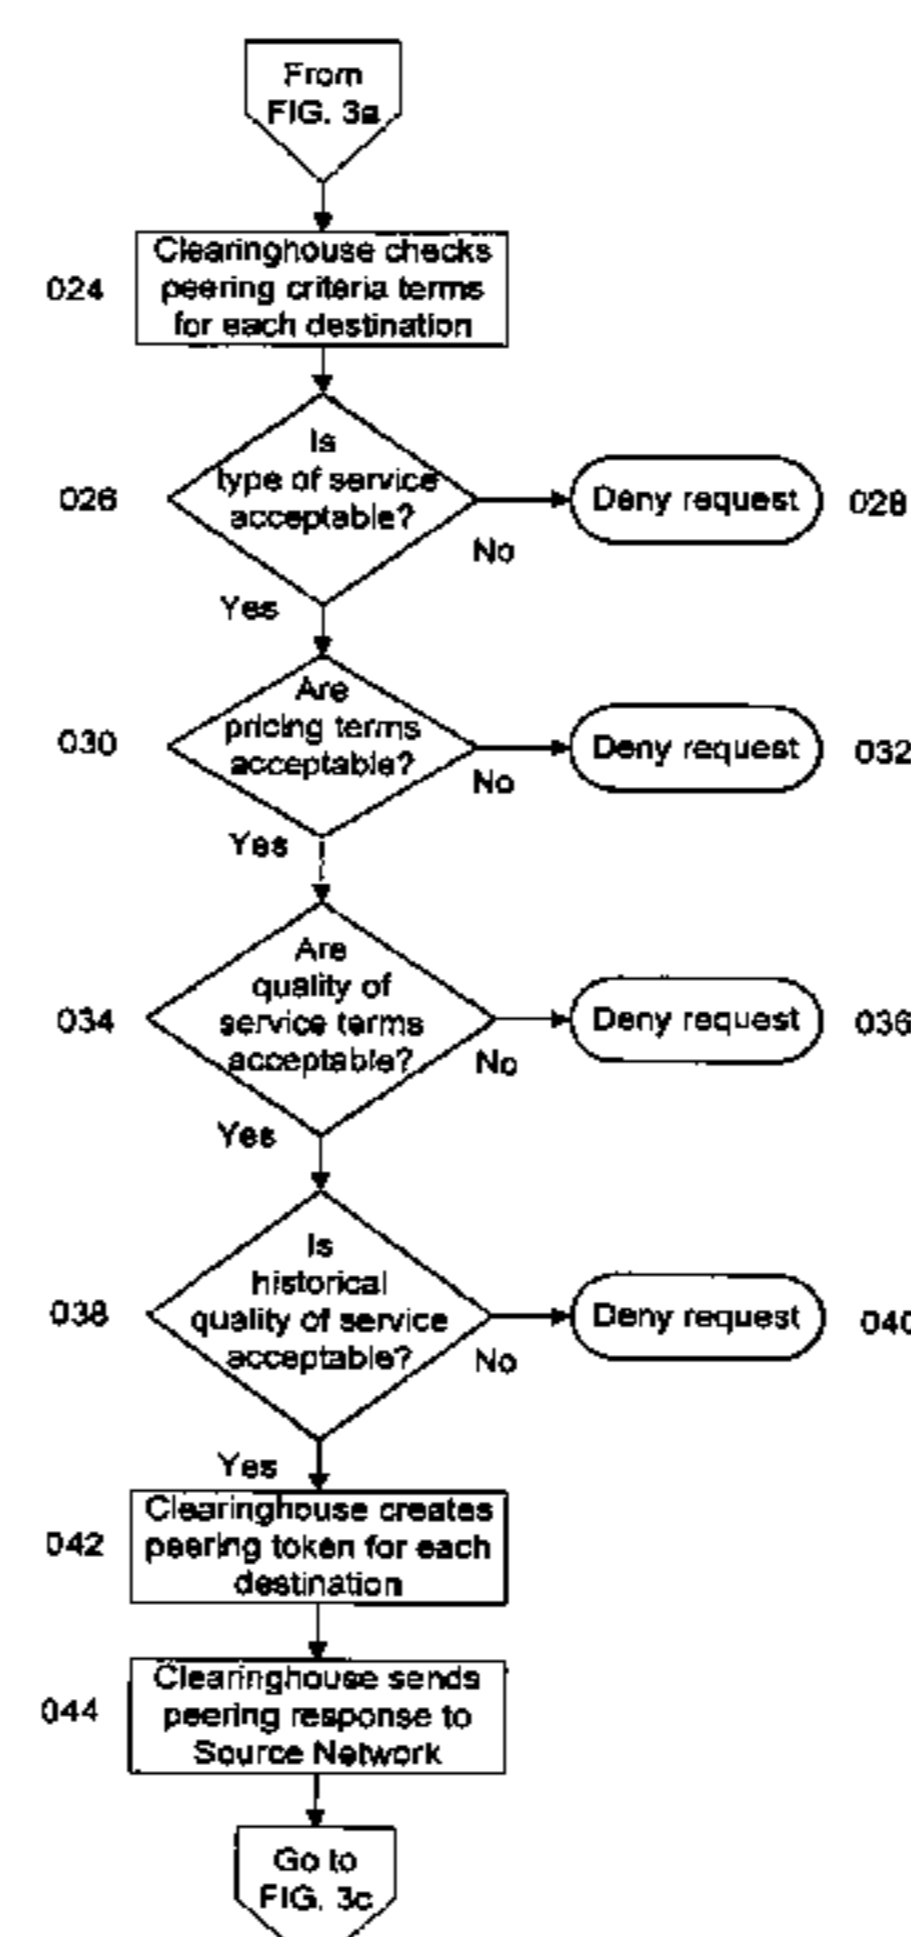 From
FIG. 3a
024
Clearinghouse checks
peering criteria terms
for each destination
026
Is
type of service
acceptable?
No
Deny request
028
Yes
030
Are
pricing terms
acceptable?
No
Deny request
032
Yes
034
Are
quality of
service terms
acceptable?
No
Deny request
036
Yes
038
Is
historical
quality of service
acceptable?
No
Deny request
040
Yes
042
Clearinghouse creates
peering token for each
destination
044
Clearinghouse sends
peering response to
Source Network
Go to
FIG. 3c